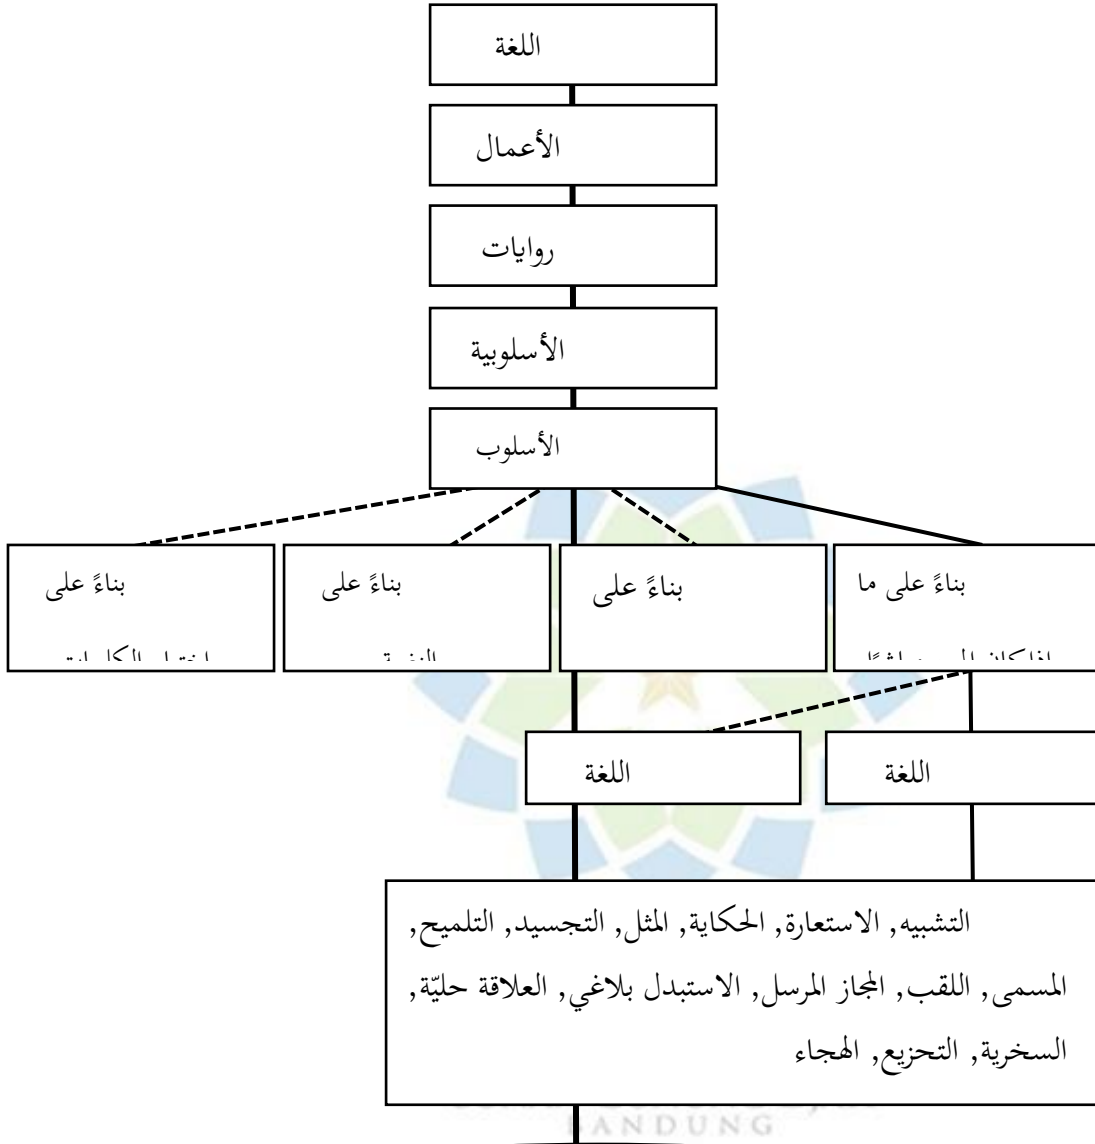 اللغة
الأعمال
روايات
الأسلوبية
الأسلوب
بناءً على ما
بناءً على
بناءً على
بناءً على
اللغة
اللغة
التشبيه, الاستعارة, الحكاية, المثل, التجسيد, التلميح,
المسمى, اللقب, المجاز المرسل, الاستبدل بلاغي, العلاقة حليّة,
السخرية, التحزيع, الهجاء
BANDUNG